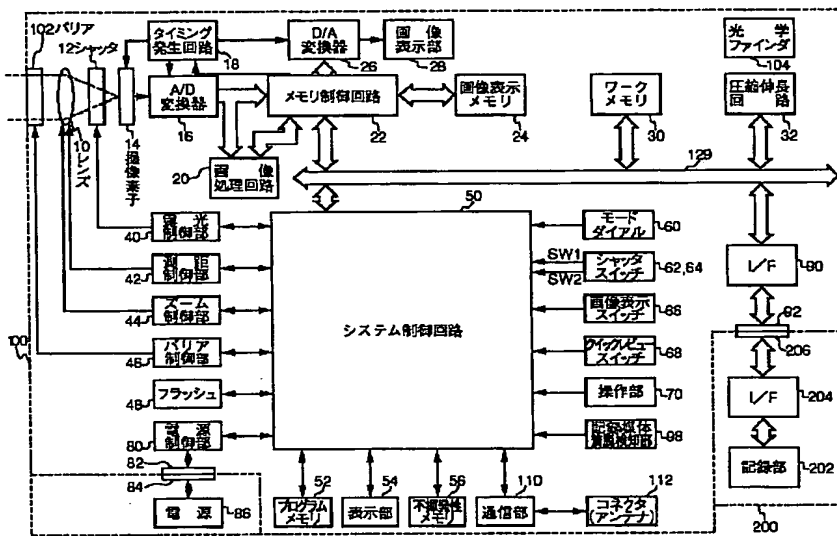 102バリア
12シャッタ
タイミング
発生回路
18
D/A
変換器
26
画像
表示部
28
光学
ファインダ
104
10レンズ
14撮像素子
A/D
変換器
16
メモリ制御回路
22
画像表示
メモリ
24
ワーク
メモリ
30
圧縮伸長
回路
32
20
画像
処理回路
129
50
システム制御回路
露光
制御部
40
測距
制御部
42
ズーム
制御部
44
バリア
制御部
46
フラッシュ
48
電源
制御部
80
82
84
電源
86
100
モード
ダイアル
60
SW1
SW2
シャッタ
スイッチ
62,64
画像表示
スイッチ
66
クイックレビュー
スイッチ
68
操作部
70
記録媒体
着脱検知部
98
I/F
90
92
206
I/F
204
記録部
202
200
52
プログラム
メモリ
54
表示部
56
不揮発性
メモリ
110
通信部
112
コネクタ
(アンテナ)